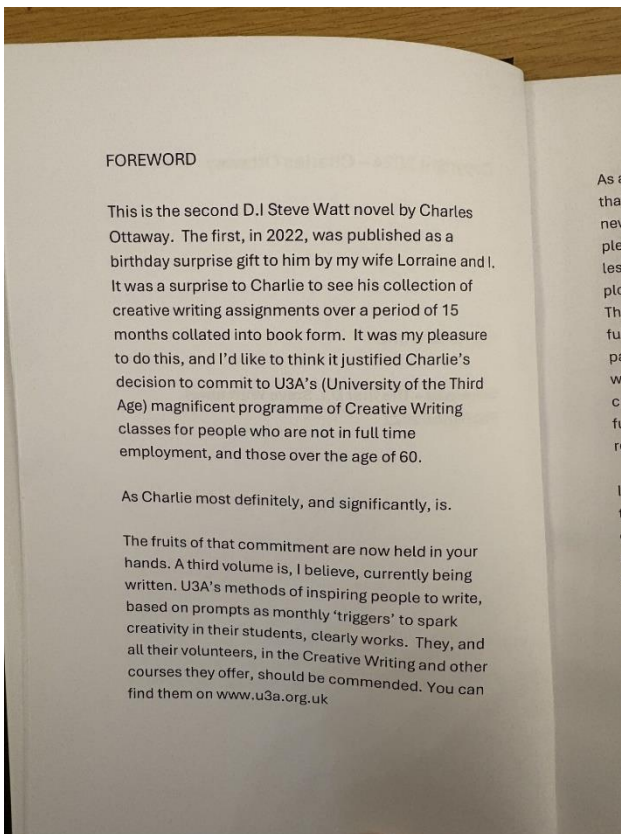 FOREWORD
This is the second D.I Steve Watt novel by Charles
Ottaway. The first, in 2022, was published as a
birthday surprise gift to him by my wife Lorraine and I.
It was a surprise to Charlie to see his collection of
creative writing assignments over a period of 15
months collated into book form. It was my pleasure
to do this, and I'd like to think it justified Charlie's
decision to commit to U3A's (University of the Third
Age) magnificent programme of Creative Writing
classes for people who are not in full time
employment, and those over the age of 60.
As Charlie most definitely, and significantly, is.
The fruits of that commitment are now held in your
hands. A third volume is, I believe, currently being
written. U3A's methods of inspiring people to write,
based on prompts as monthly ‘triggers’ to spark
creativity in their students, clearly works. They, and
all their volunteers, in the Creative Writing and other
courses they offer, should be commended. You can
find them on www.u3a.org.uk
As